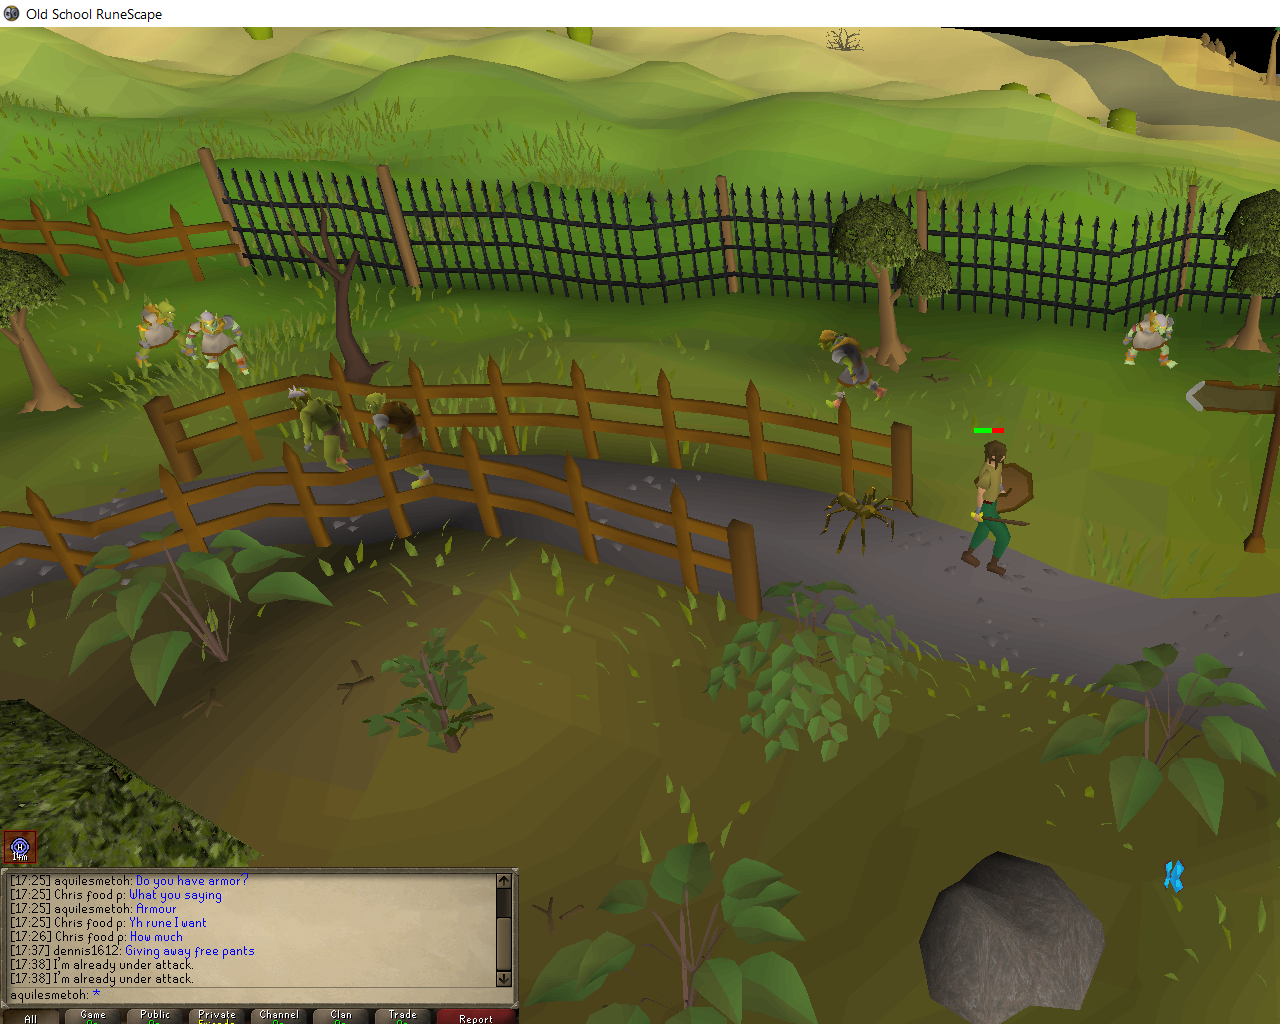 Old School RuneScape
14m
[17:25] aquilesmetoh: Do you have armor?
[17:25] Chris food p: What you saying
[17:25] aquilesmetoh: Armour
[17:25] Chris food p: Yh rune I want
[17:26] Chris food p: How much
[17:37] dennis1612: Giving away free pants
[17:38] I'm already under attack.
[17:38] I'm already under attack.
aquilesmetoh: *
All Game Public Private Channel Clan Trade Report